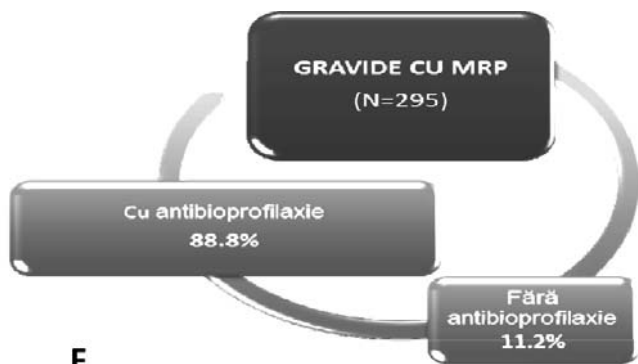 GRAVIDE CU MRP
(N=295)
Cu antibioprofilaxie
88.8%
Fără
antibioprofilaxie
11.2%